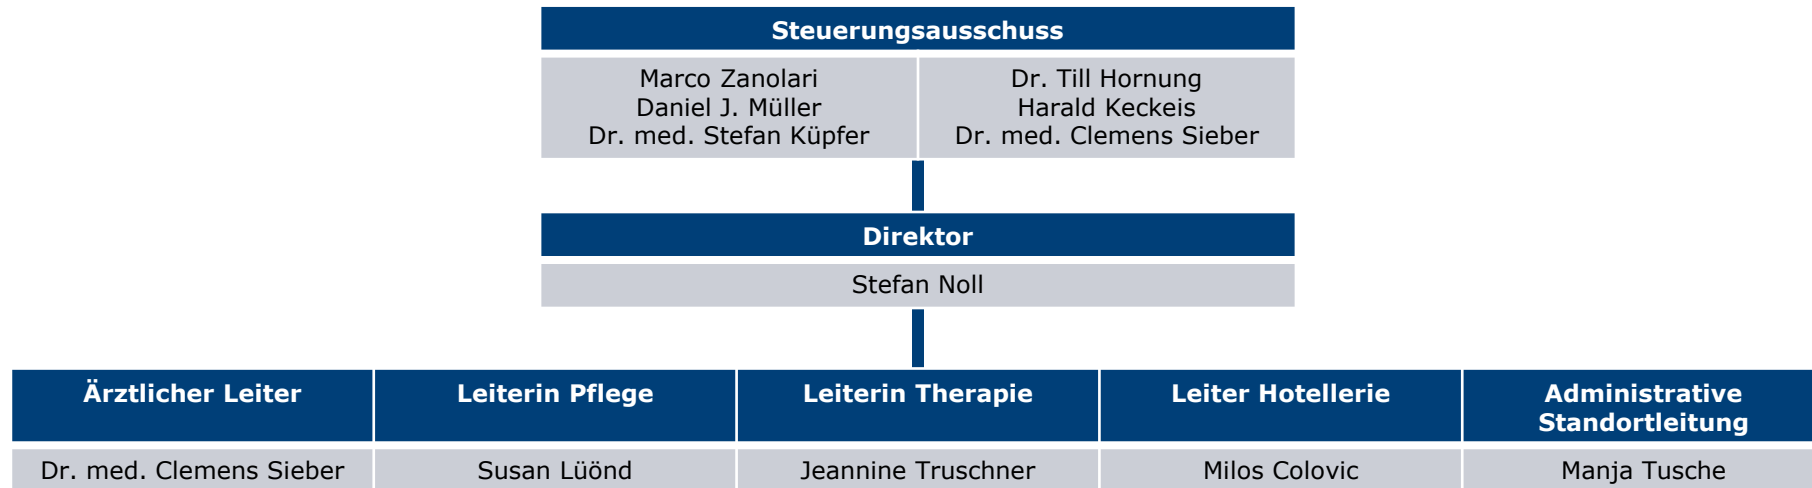 Steuerungsausschuss
Marco Zanolari
Daniel J. Müller
Dr. med. Stefan Küpfer
Dr. Till Hornung
Harald Keckeis
Dr. med. Clemens Sieber
Direktor
Stefan Noll
Ärztlicher Leiter
Dr. med. Clemens Sieber
Leiterin Pflege
Susan Lüönd
Leiterin Therapie
Jeannine Truschner
Leiter Hotellerie
Milos Colovic
Administrative
Standortleitung
Manja Tusche